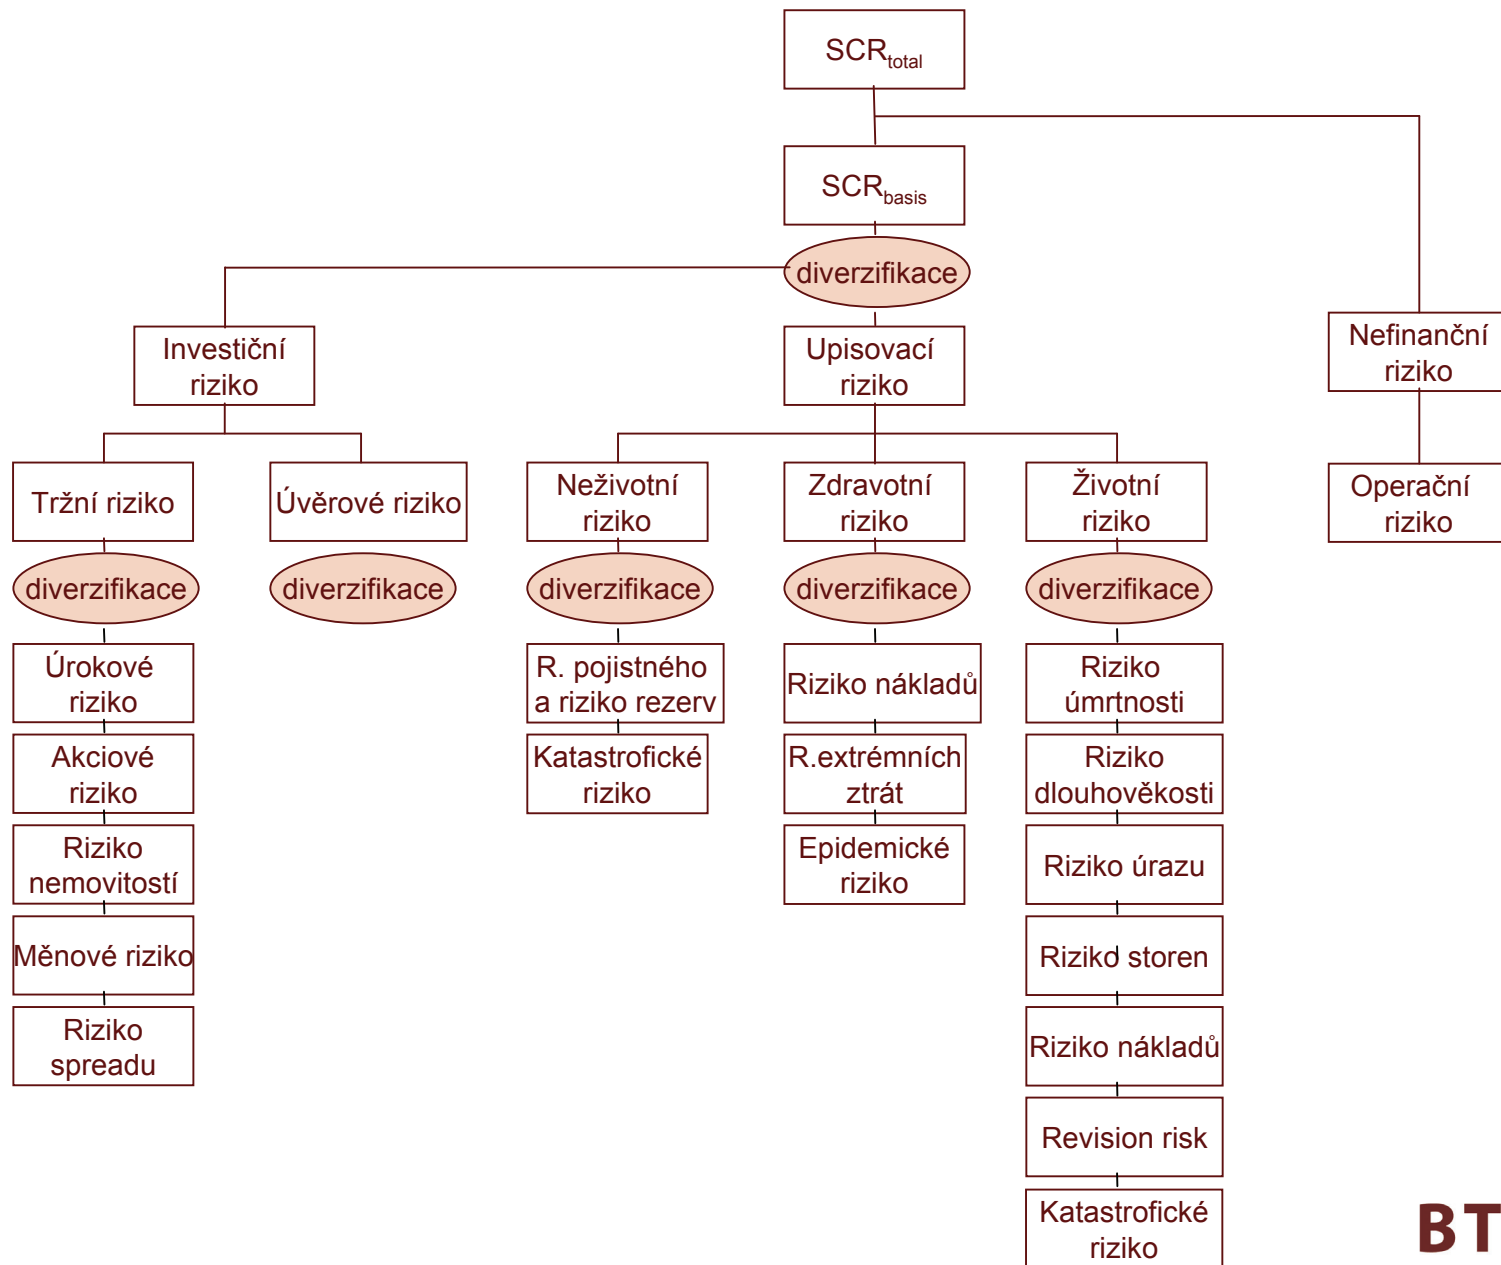 SCRtotal
SCRbasis
diverzifikace
Investiční
riziko
Upisovací
riziko
Nefinanční
riziko
Tržní riziko
Úvěrové riziko
Neživotní
riziko
Zdravotní
riziko
Životní
riziko
Operační
riziko
diverzifikace
diverzifikace
diverzifikace
diverzifikace
diverzifikace
Úrokové
riziko
Akciové
riziko
Riziko
nemovitostí
Měnové riziko
Riziko
spreadu
R. pojistného
a riziko rezerv
Katastrofické
riziko
Riziko nákladů
R.extrémních
ztrát
Epidemické
riziko
Riziko
úmrtnosti
Riziko
dlouhověkosti
Riziko úrazu
Riziko storen
Riziko nákladů
Revision risk
Katastrofické
riziko
BT